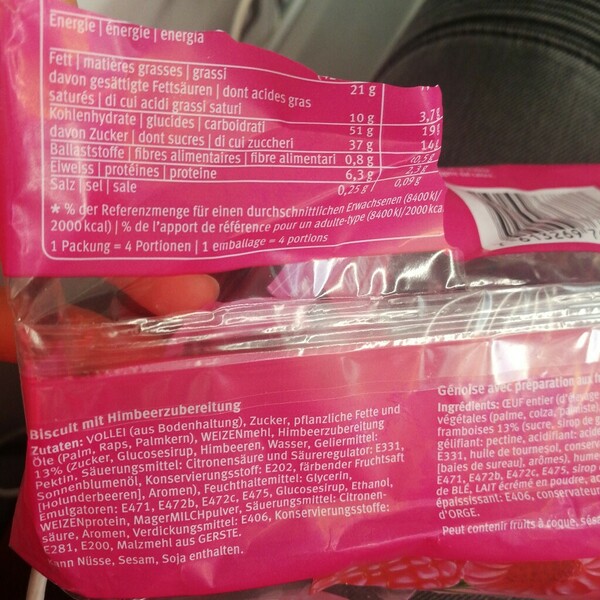 Energie | énergie | energia
Fett | matières grasses | grassi 21 g
davon gesättigte Fettsäuren | dont acides gras
saturés | di cui acidi grassi saturi 10 g 3,7g
Kohlenhydrate | glucides | carboidrati 51 g 19g
davon Zucker | dont sucres | di cui zuccheri 37 g 14g
Ballaststoffe | fibres alimentaires | fibre alimentari 0,8 g <0,5g
Eiweiss | protéines | proteine 6,3 g 2,3g
Salz | sel | sale 0,25 g 0,09 g
* % der Referenzmenge für einen durchschnittlichen Erwachsenen (8400 kJ/
2000 kcal) | % de l'apport de référence pour un adulte-type (8400 kJ/2000 kcal
1 Packung = 4 Portionen | 1 emballage = 4 portions
Biscuit mit Himbeerzubereitung
Zutaten: VOLLEI (aus Bodenhaltung), Zucker, pflanzliche Fette und
Öle (Palm, Raps, Palmkern), WEIZENmehl, Himbeerzubereitung
13% (Zucker, Glucosesirup, Himbeeren, Wasser, Geliermittel:
Pektin, Säuerungsmittel: Citronensäure und Säureregulator: E331,
Sonnenblumenöl, Konservierungsstoff: E202, färbender Fruchtsaft
[Holunderbeeren], Aromen), Feuchthaltemittel: Glycerin,
Emulgatoren: E471, E472b, E472c, E475, Glucosesirup, Ethanol,
WEIZENprotein, MagerMILCHpulver, Säuerungsmittel: Citronen-
säure, Aromen, Verdickungsmittel: E406, Konservierungsstoffe:
E281, E200, Malzmehl aus GERSTE.
Kann Nüsse, Sesam, Soja enthalten.
Génoise avec préparation aux
Ingrédients: ŒUF entier
végétales (palme, colza,
framboises 13% (sucre, sirop de
gélifiant: pectine, acidifiant: acide
E331, huile de tournesol,
[baies de sureau], arômes),
E471, E472b, E472c, E475, sirop
de BLÉ, LAIT écrémé en poudre,
épaississant: E406, conservateur
d'ORGE.
Peut contenir fruits à coque,